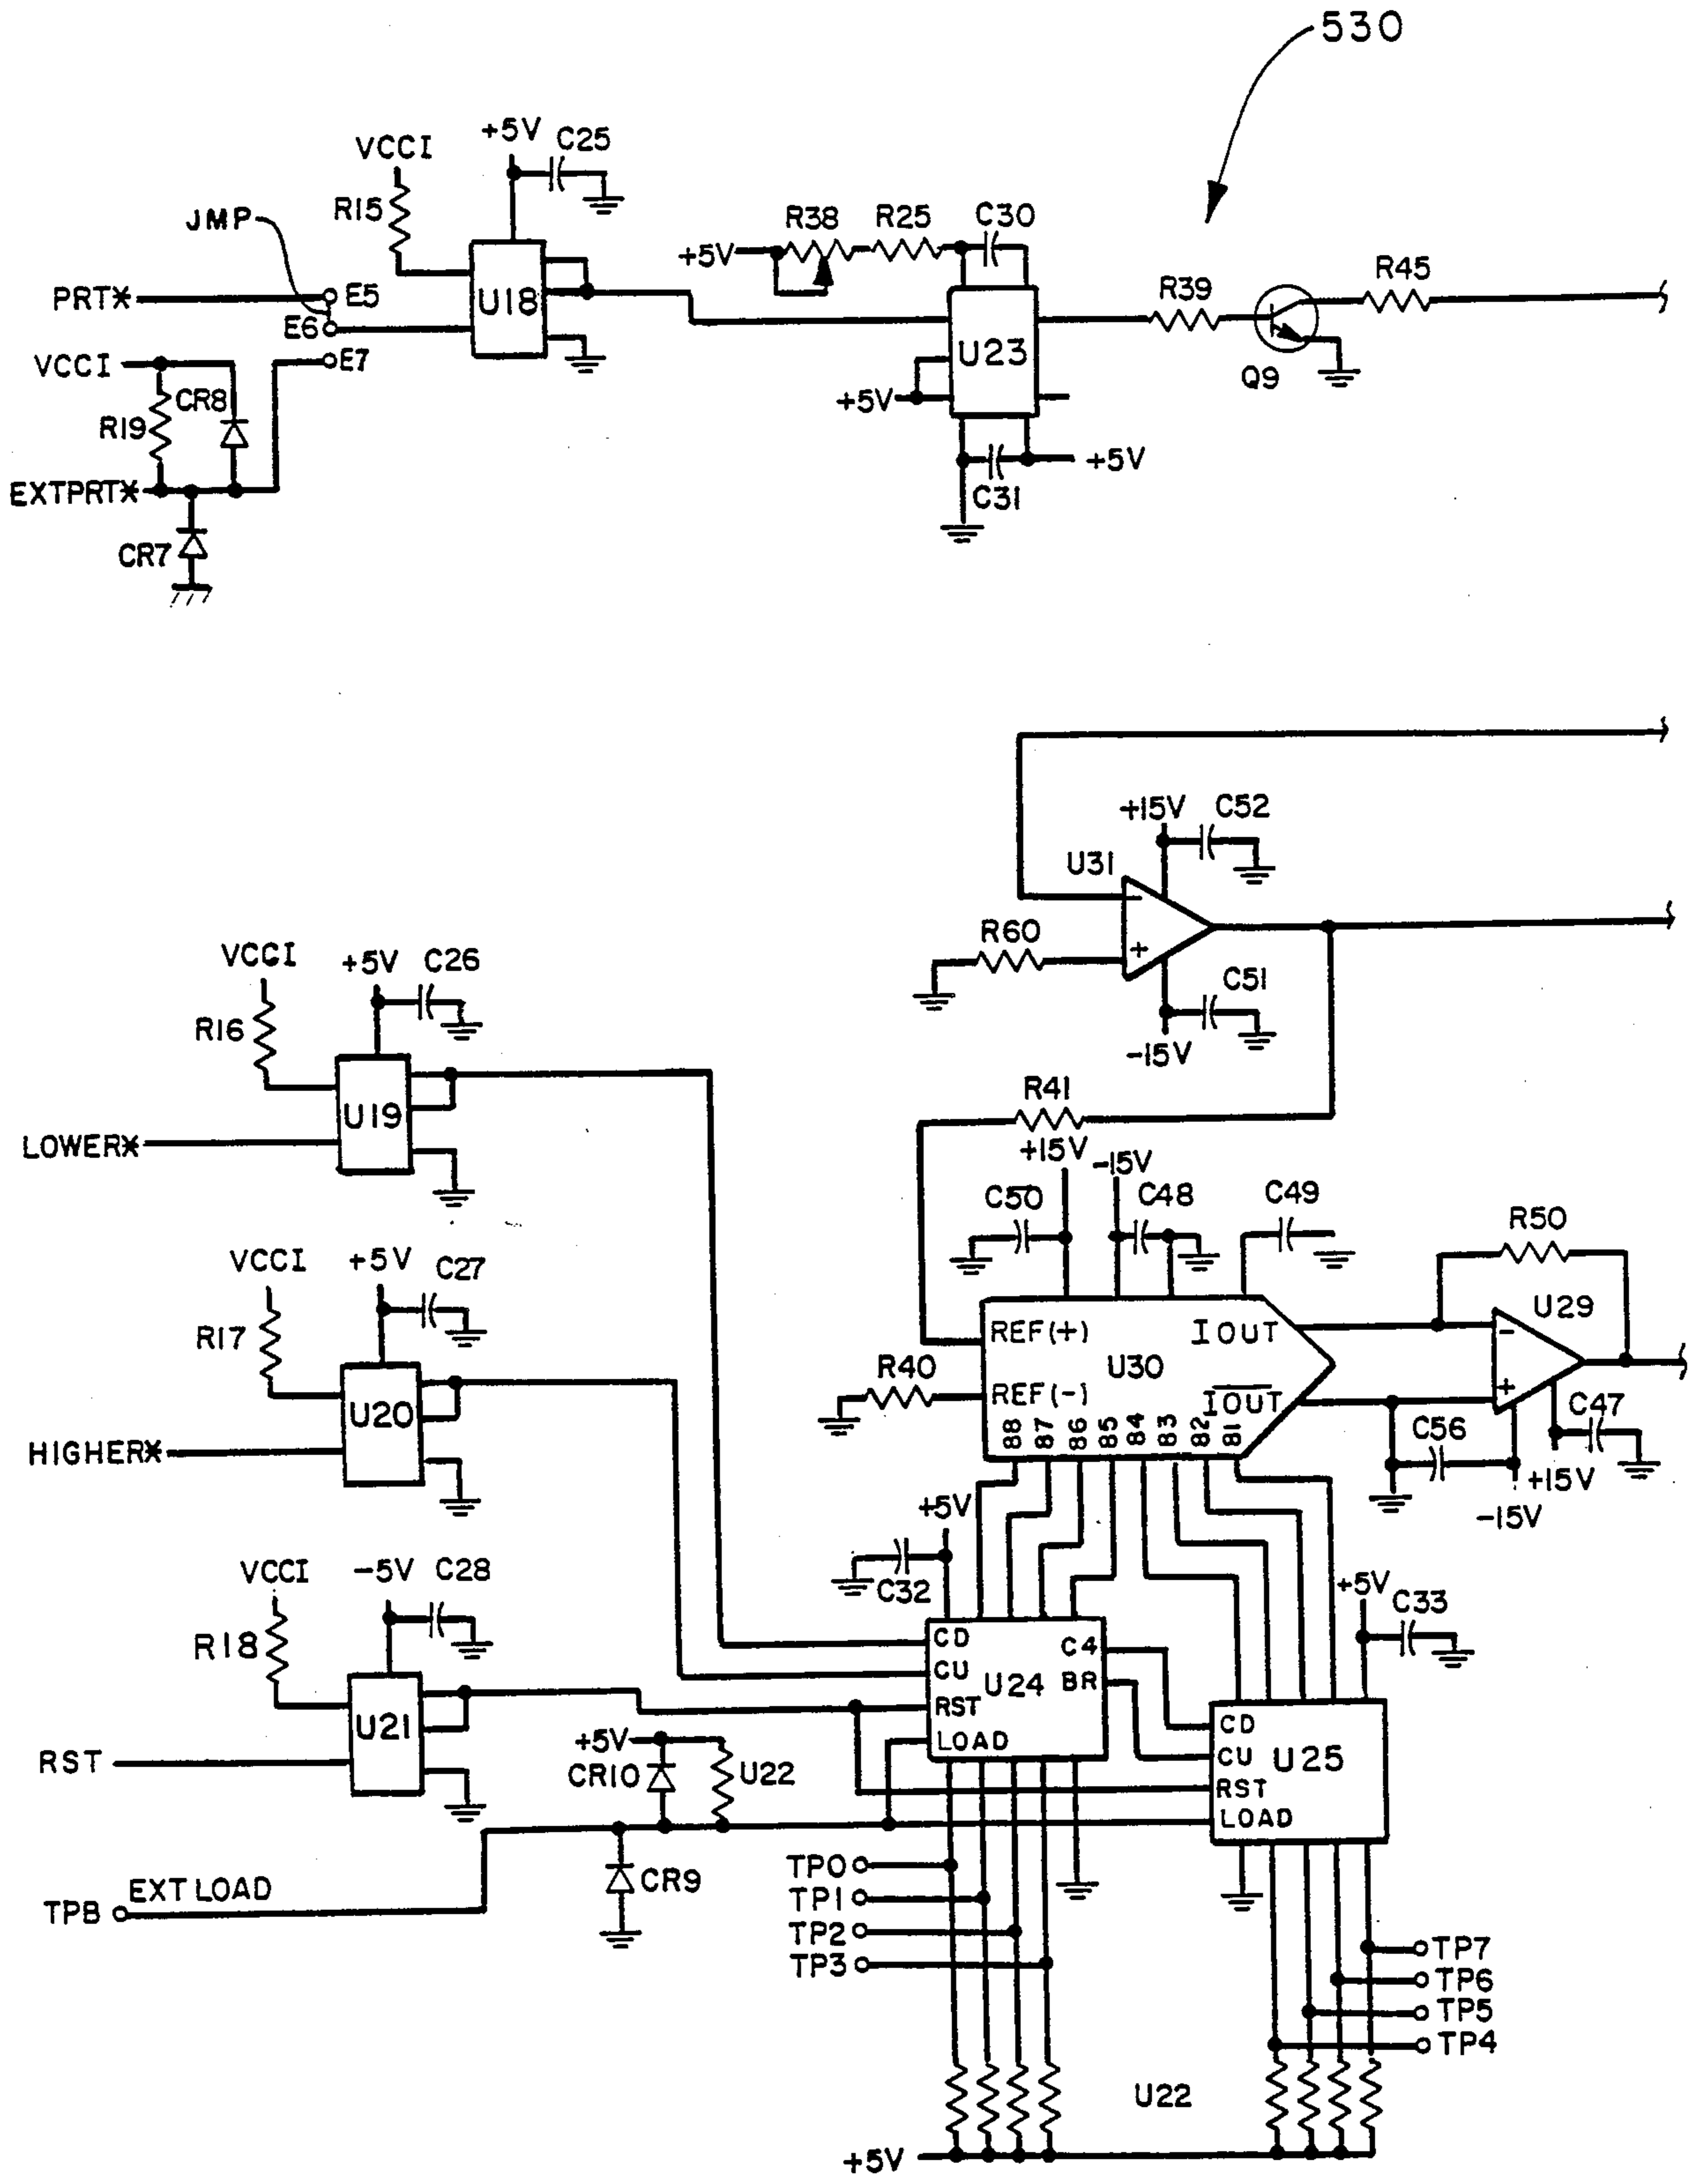 530
+5V
C25
VCCI
R15
JMP
R38
R25
C30
+5V
PRT*
E5
U18
R39
R45
E6
U23
VCCI
E7
Q9
CR8
+5V
R19
+5V
EXTPRT*
C31
CR7
+15V
C52
U31
-
R60
+
VCCI
+5V
C26
C51
R16
-15V
R41
U19
LOWER*
+15V
-15V
C50
C48
C49
R50
VCCI
+5V
C27
U29
R17
REF(+)
IOUT
-
U30
R40
REF(-)
IOUT
+
U20
88
87
86
85
84
83
82
81
C56
C47
HIGHER*
+15V
+5V
-15V
VCCI
-5V
C28
C32
+5V
C33
R18
CD
C4
CU
U24
BR
RST
U21
LOAD
CD
+5V
CU
U25
RST
CR10
U22
RST
LOAD
TPO
CR9
EXT LOAD
TPB
TP1
TP2
TP3
TP7
TP6
TP5
TP4
U22
+5V